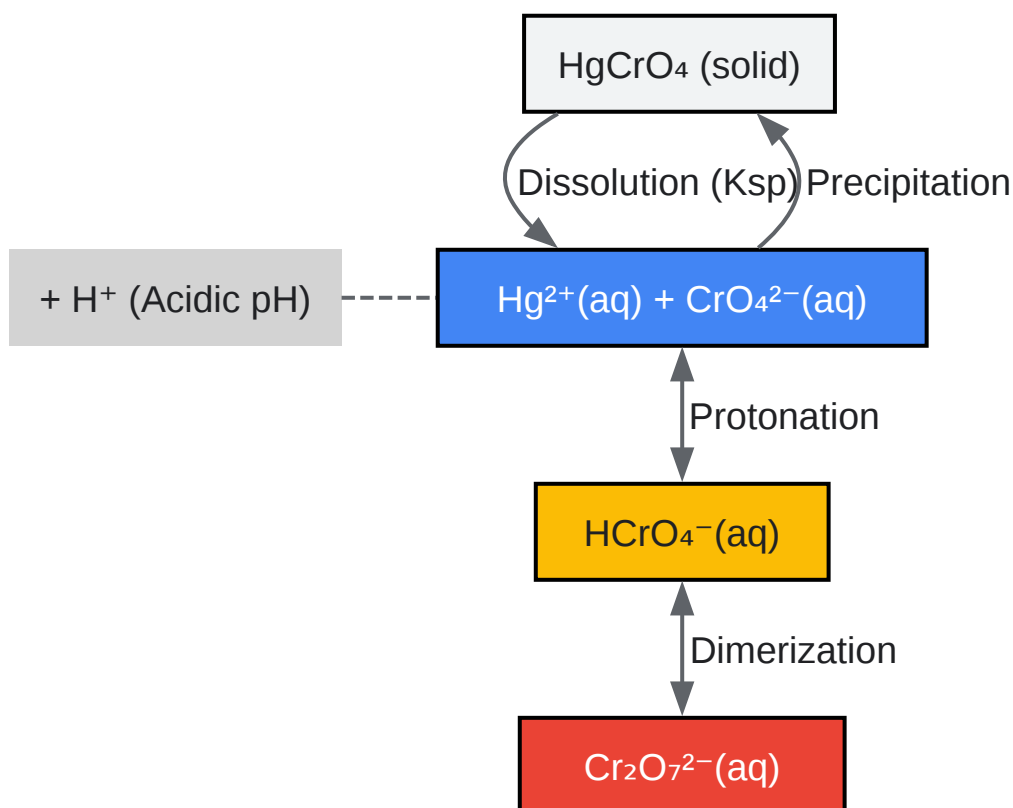 HgCrO₄ (solid)
Dissolution (Ksp)
Precipitation
+ H⁺ (Acidic pH)
Hg²⁺(aq) + CrO₄²⁻(aq)
Protonation
HCrO₄⁻(aq)
Dimerization
Cr₂O₇²⁻(aq)